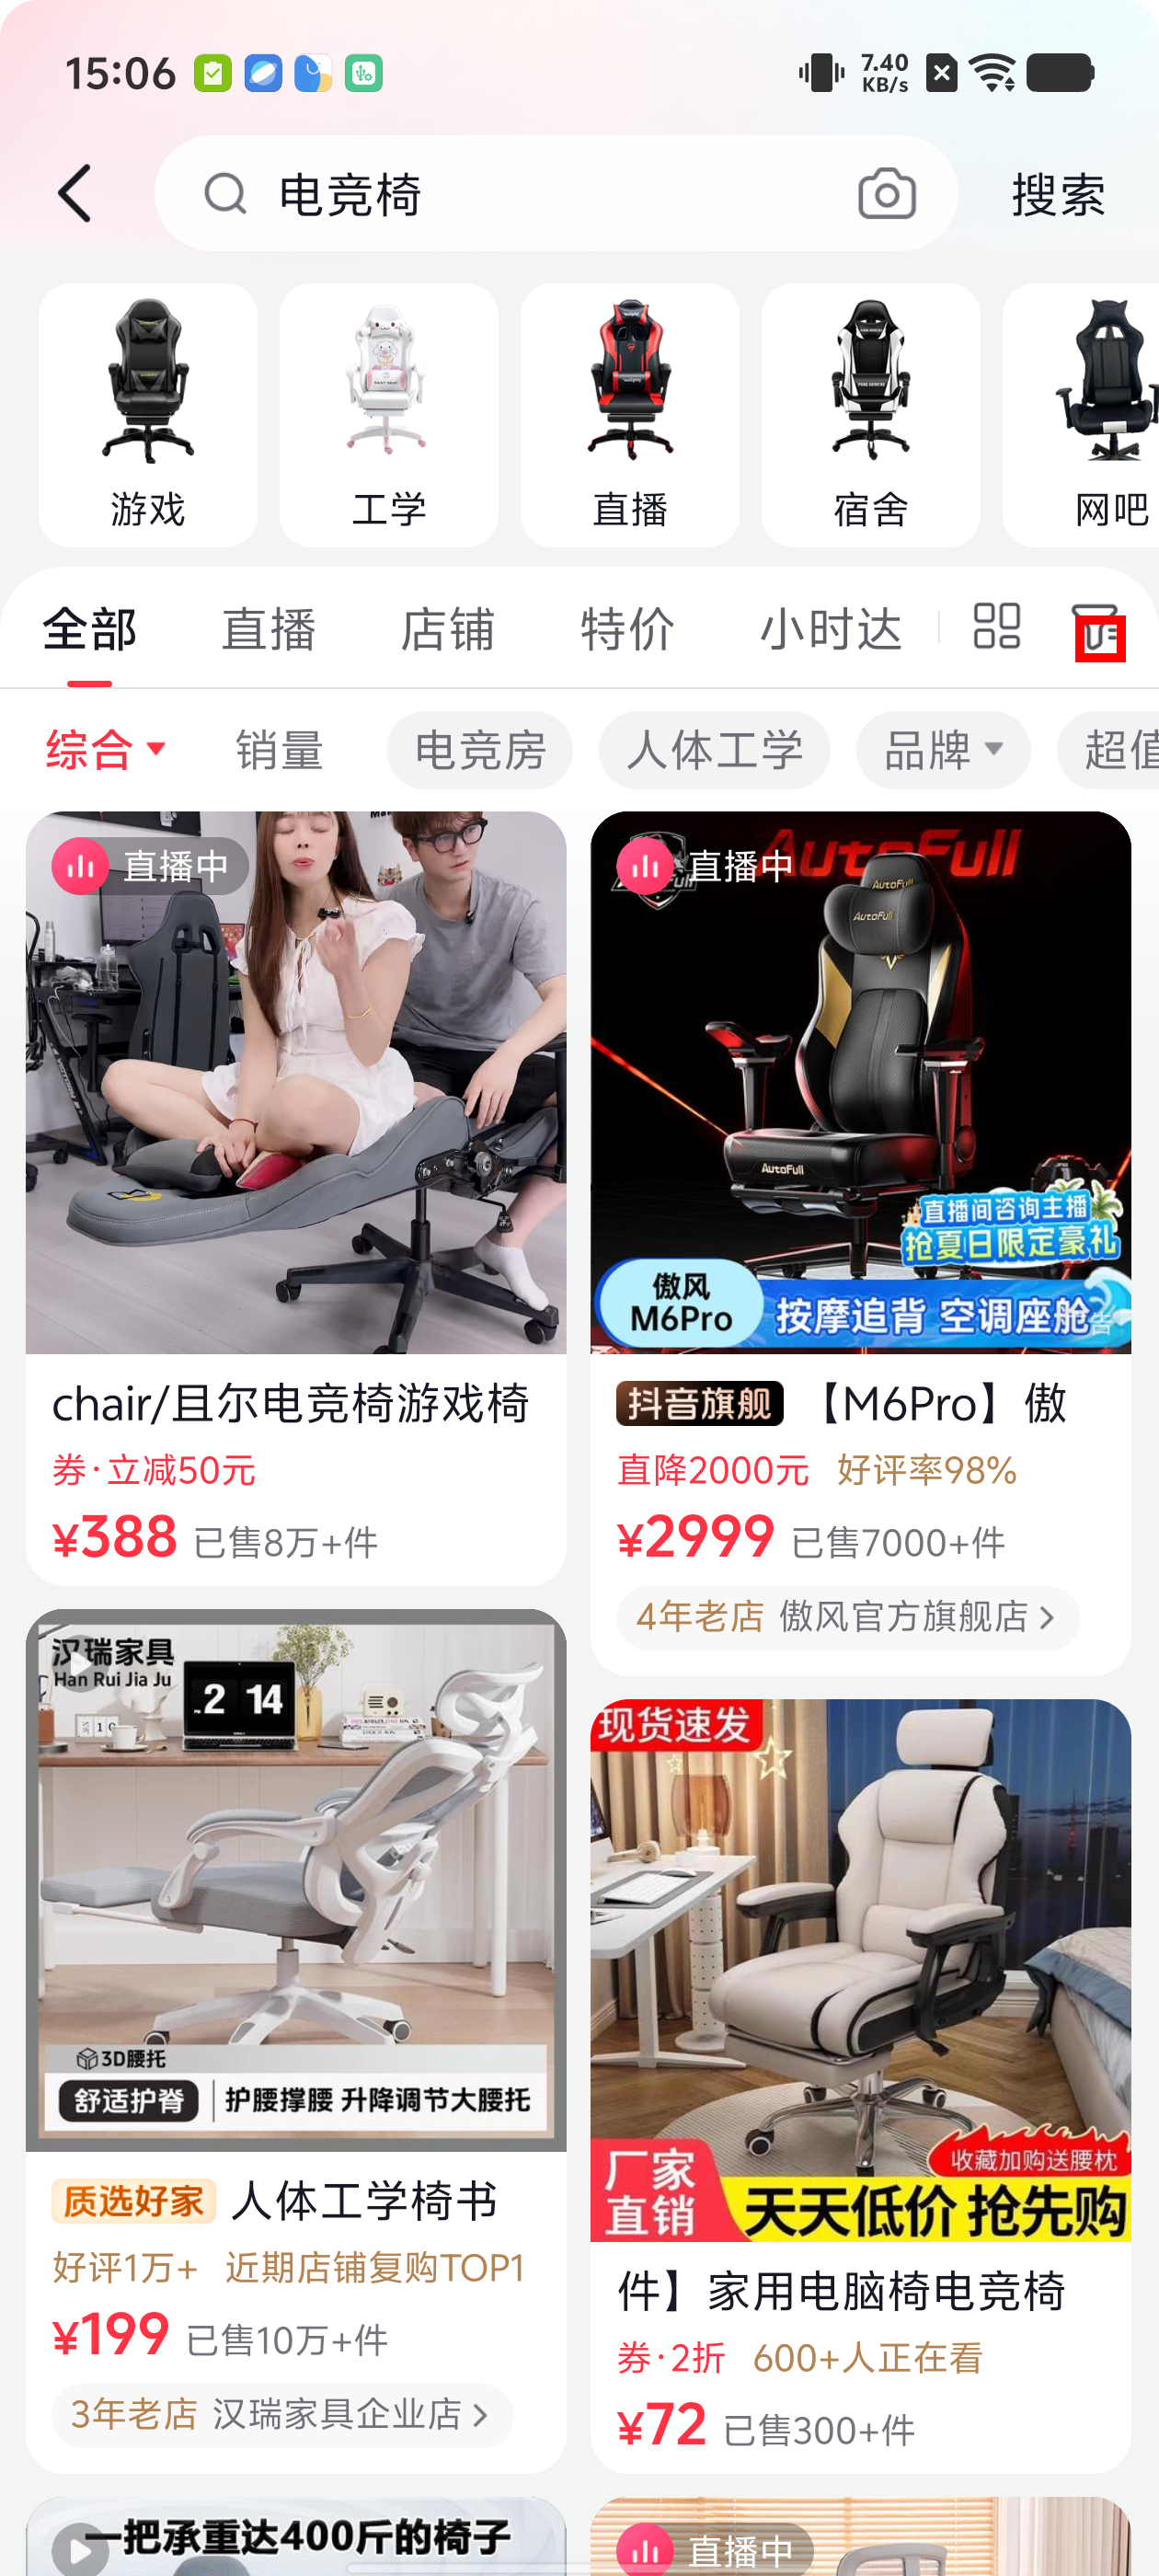 15:06
7.40
KB/s
电竞椅
搜索
游戏
工学
直播
宿舍
网吧
全部
直播
店铺
特价
小时达
综合
销量
电竞房
人体工学
品牌
超值
直播中
chair/且尔电竞椅游戏椅
券·立减50元
¥388 已售8万+件
直播中
AutoFull
AutoFull
AutoFull
AutoFull
直播间咨询主播
抢夏日限定豪礼
傲风
M6Pro
按摩追背 空调座舱
抖音旗舰 【M6Pro】傲
直降2000元 好评率98%
¥2999 已售7000+件
4年老店 傲风官方旗舰店
汉瑞家具
Han Rui Jia Ju
2 14
3D腰托
舒适护脊 护腰撑腰 升降调节大腰托
质选好家 人体工学椅书
好评1万+ 近期店铺复购TOP1
¥199 已售10万+件
3年老店 汉瑞家具企业店
现货速发
收藏加购送腰枕
厂家
直销
天天低价 抢先购
件】家用电脑椅电竞椅
券·2折 600+人正在看
¥72 已售300+件
一把承重达400斤的椅子
直播中